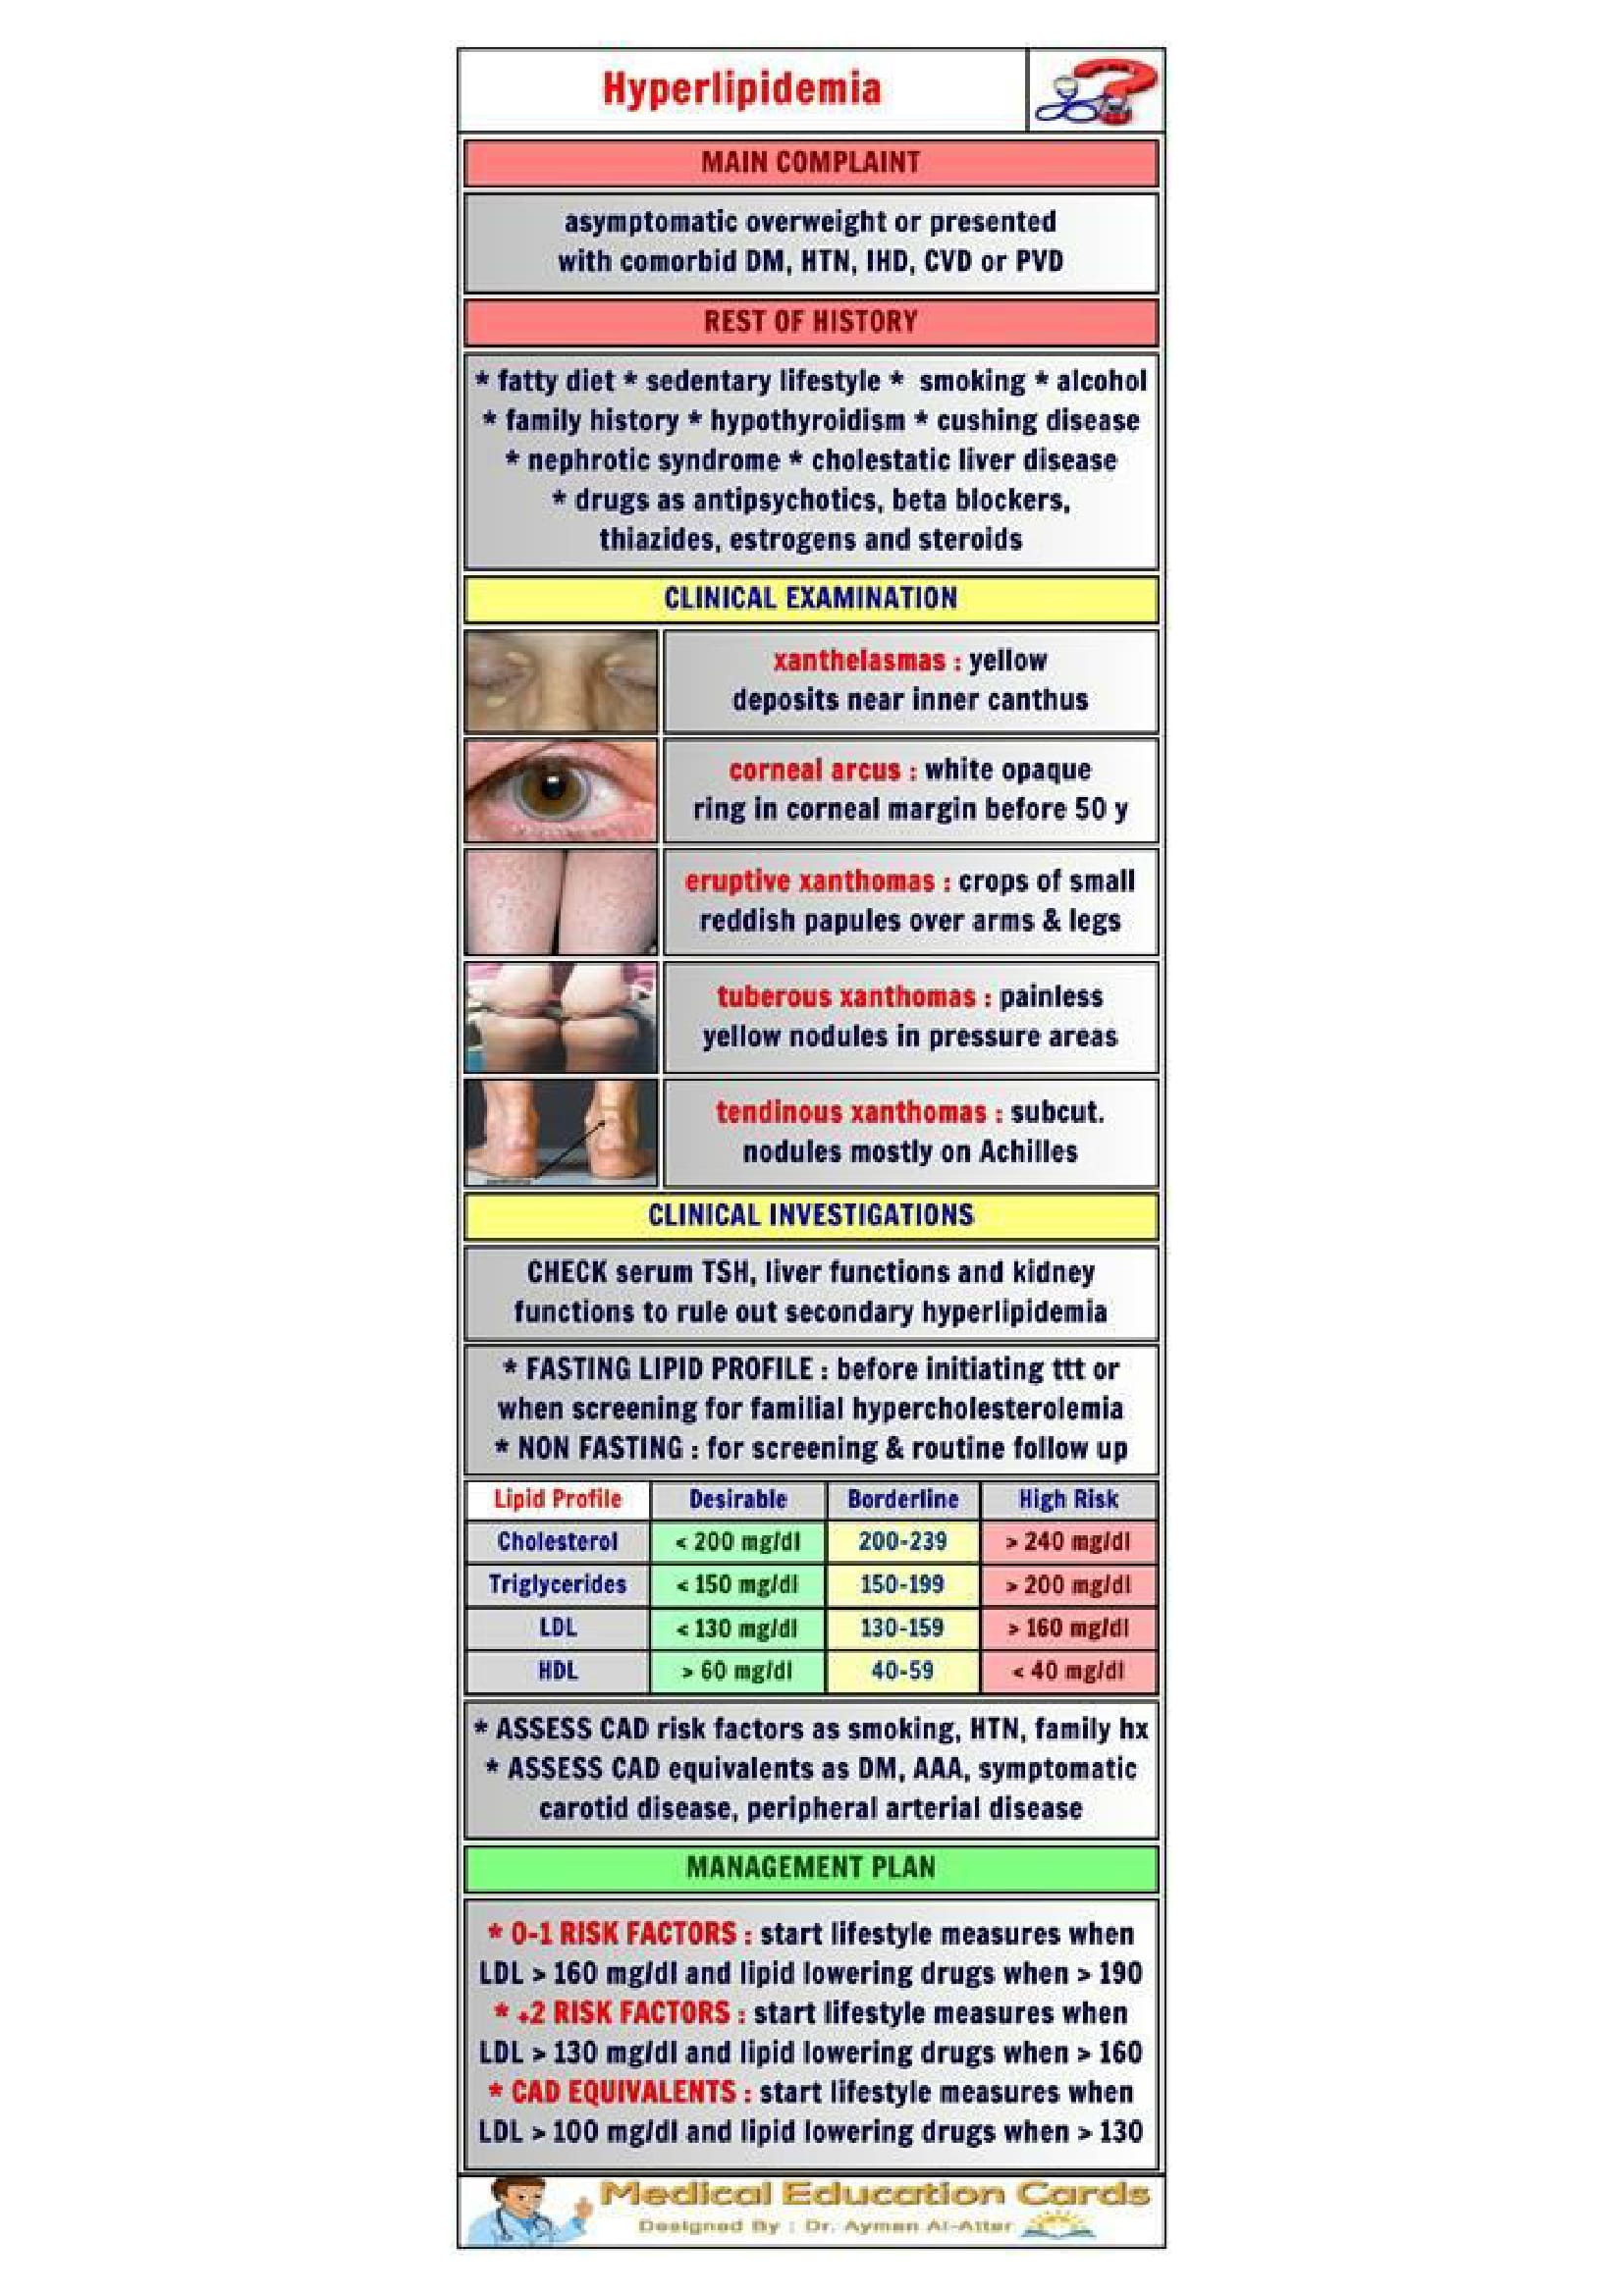 Hyperlipidemia
MAIN COMPLAINT
asymptomatic overweight or presented
with comorbid DM, HTN, IHD, CVD or PVD
REST OF HISTORY
* fatty diet * sedentary lifestyle * smoking * alcohol
* family history * hypothyroidism * cushing disease
* nephrotic syndrome * cholestatic liver disease
* drugs as antipsychotics, beta blockers,
thiazides, estrogens and steroids
CLINICAL EXAMINATION
xanthelasmas : yellow
deposits near inner canthus
corneal arcus : white opaque
ring in corneal margin before 50 y
eruptive xanthomas : crops of small
reddish papules over arms & legs
tuberous xanthomas : painless
yellow nodules in pressure areas
tendinous xanthomas : subcut.
nodules mostly on Achilles
CLINICAL INVESTIGATIONS
CHECK serum TSH, liver functions and kidney
functions to rule out secondary hyperlipidemia
* FASTING LIPID PROFILE : before initiating ttt or
when screening for familial hypercholesterolemia
* NON FASTING : for screening & routine follow up
Lipid Profile Desirable Borderline High Risk
Cholesterol < 200 mg/dl 200-239 > 240 mg/dl
Triglycerides < 150 mg/dl 150-199 > 200 mg/dl
LDL < 130 mg/dl 130-159 > 160 mg/dl
HDL > 60 mg/dl 40-59 < 40 mg/dl
* ASSESS CAD risk factors as smoking, HTN, family hx
* ASSESS CAD equivalents as DM, AAA, symptomatic
carotid disease, peripheral arterial disease
MANAGEMENT PLAN
* 0-1 RISK FACTORS : start lifestyle measures when
LDL > 160 mg/dl and lipid lowering drugs when > 190
* +2 RISK FACTORS : start lifestyle measures when
LDL > 130 mg/dl and lipid lowering drugs when > 160
* CAD EQUIVALENTS : start lifestyle measures when
LDL > 100 mg/dl and lipid lowering drugs when > 130
Medical Education Cards
Designed By : Dr. Ayman Al-Attar